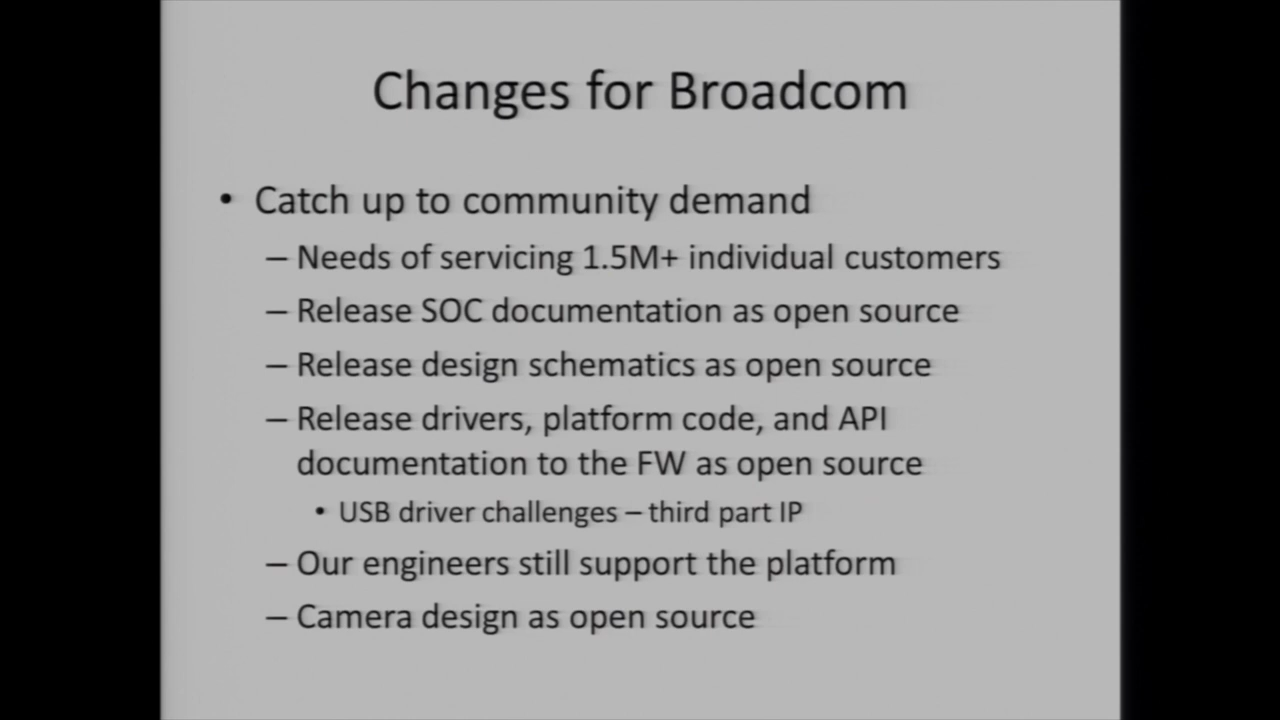 Changes for Broadcom
• Catch up to community demand
– Needs of servicing 1.5M+ individual customers
– Release SOC documentation as open source
– Release design schematics as open source
– Release drivers, platform code, and API
documentation to the FW as open source
• USB driver challenges – third part IP
– Our engineers still support the platform
– Camera design as open source